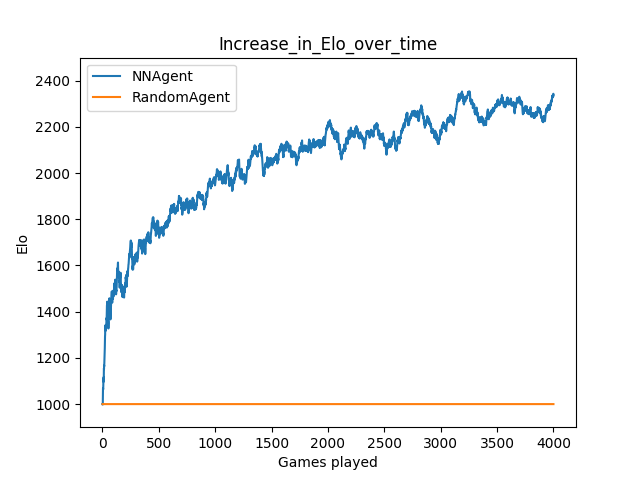 Increase_in_Elo_over_time
NNAgent
RandomAgent
2400
2200
2000
1800
1600
1400
1200
1000
Elo
0 500 1000 1500 2000 2500 3000 3500 4000
Games played